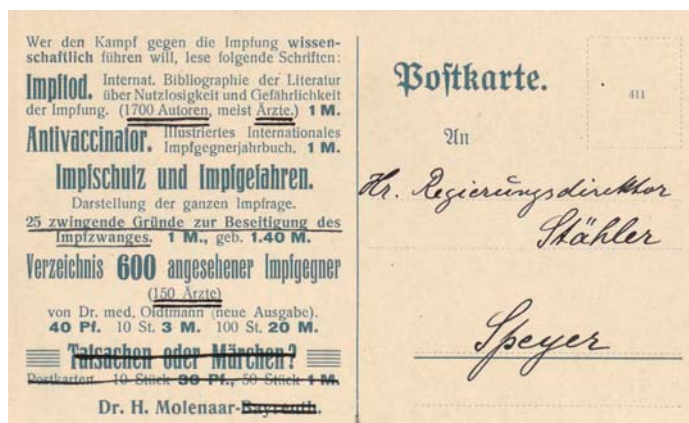 Wer den Kampf gegen die Impfung wissen-
schaftlich führen will, lese folgende Schriften:
Impftod. Internat. Bibliographie der Literatur
über Nutzlosigkeit und Gefährlichkeit
der Impfung. (1700 Autoren, meist Ärzte.) 1 M.
Antivaccinator. Illustriertes Internationales
Impfgegnerjahrbuch. 1 M.
Impfschutz und Impfgefahren.
Darstellung der ganzen Impffrage.
25 zwingende Gründe zur Beseitigung des
Impfzwanges. 1 M., geb. 1.40 M.
Verzeichnis 600 angesehener Impfgegner
(150 Ärzte)
von Dr. med. Oidtmann (neue Ausgabe).
40 Pf. 10 St. 3 M. 100 St. 20 M.
Tatsachen oder Märchen?
Postkarten 10 Stück 30 Pf., 50 Stück 1 M.
Dr. H. Molenaar-Bayreuth.
Postkarte.
411
An
Hr. Regierungsdirektor
Stähler
Speyer